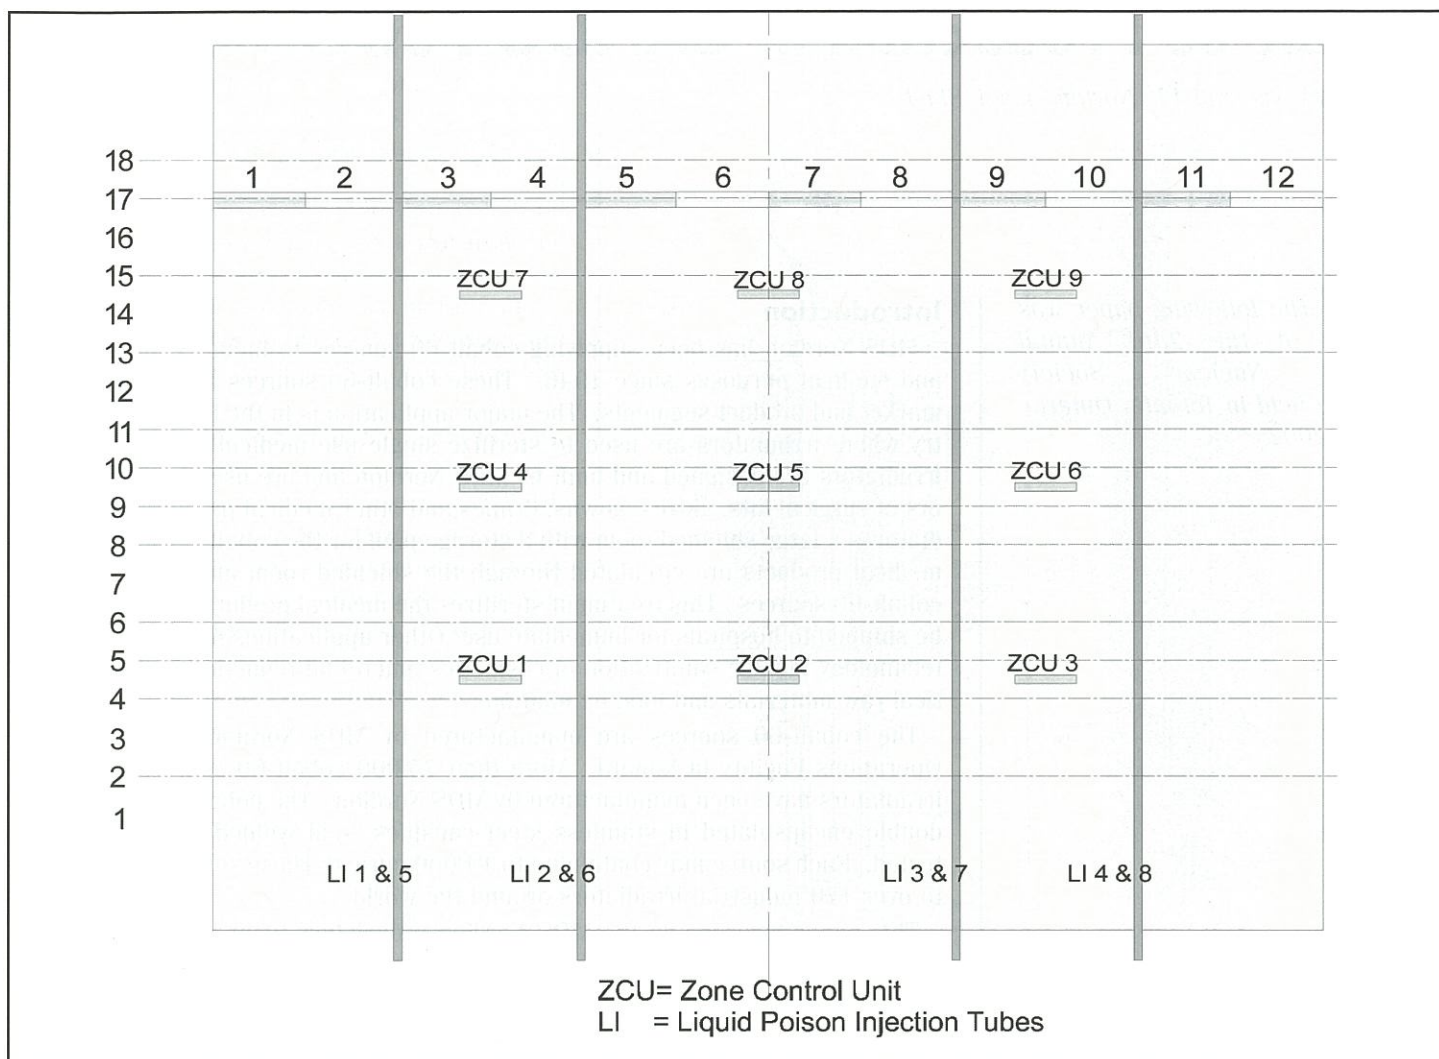 18
1 2 3 4 5 6 7 8 9 10 11 12
17
16
15 ZCU 7 ZCU 8 ZCU 9
14
13
12
11
10 ZCU 4 ZCU 5 ZCU 6
9
8
7
6
5 ZCU 1 ZCU 2 ZCU 3
4
3
2
1
LI 1 & 5 LI 2 & 6 LI 3 & 7 LI 4 & 8
ZCU= Zone Control Unit
LI = Liquid Poison Injection Tubes